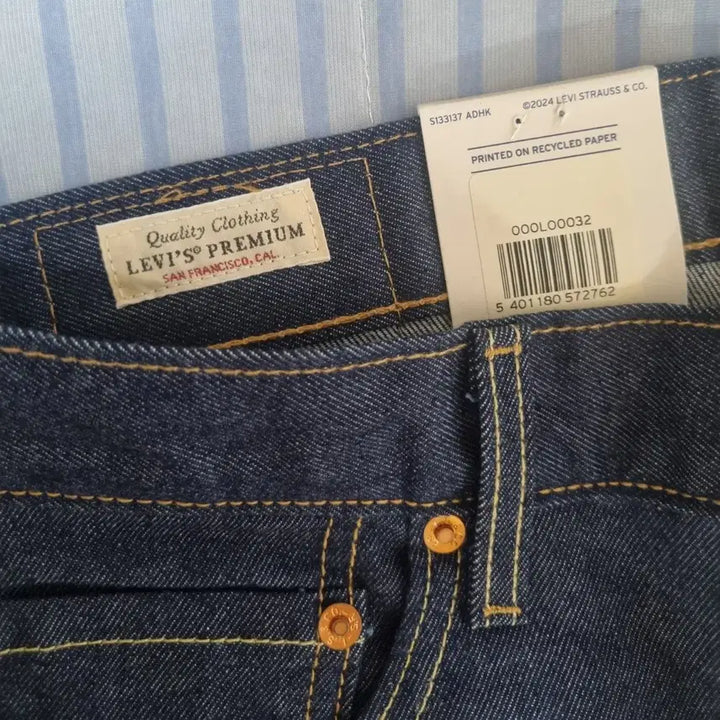 S133137 ADHK
©2024 LEVI STRAUSS & CO.
PRINTED ON RECYCLED PAPER
000L00032
5 401180 572762
Quality Clothing
LEVI'S® PREMIUM
SAN FRANCISCO, CAL.